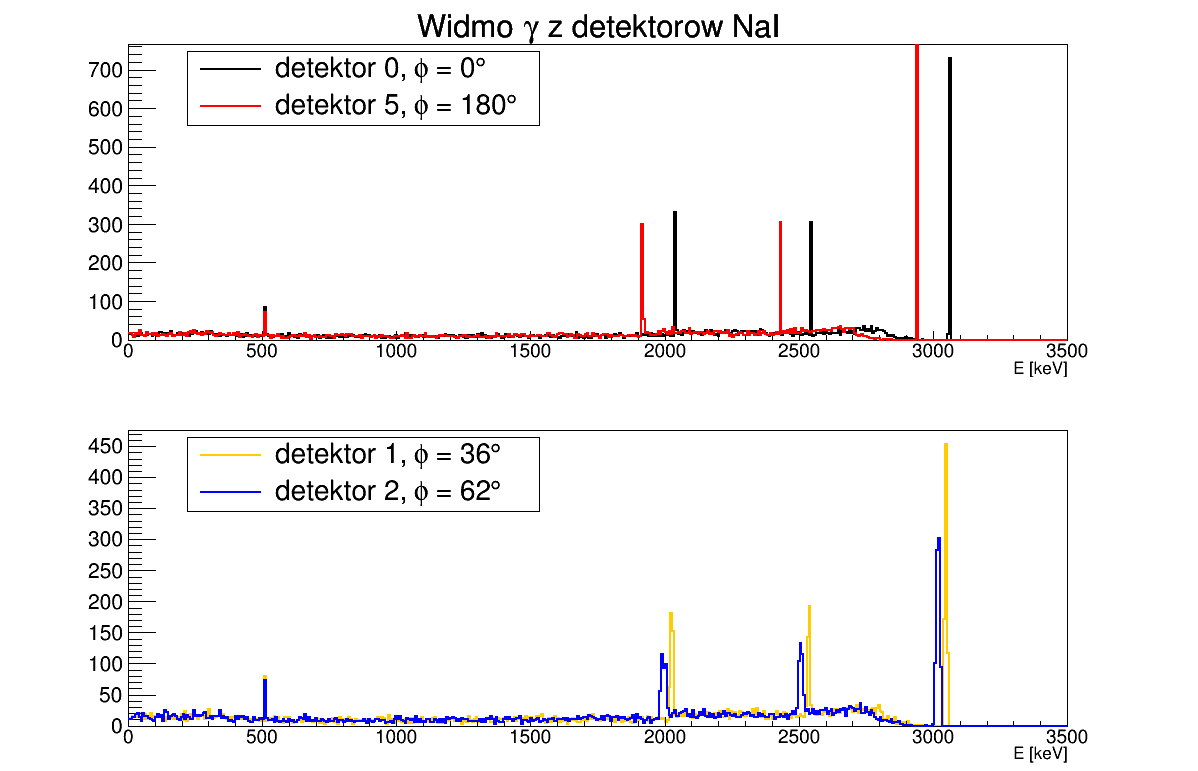 Widmo γ z detektorow NaI
detektor 0, ϕ = 0°
detektor 5, ϕ = 180°
700
600
500
400
300
200
100
0
0 500 1000 1500 2000 2500 3000 3500
E [keV]
detektor 1, ϕ = 36°
detektor 2, ϕ = 62°
450
400
350
300
250
200
150
100
50
0
0 500 1000 1500 2000 2500 3000 3500
E [keV]